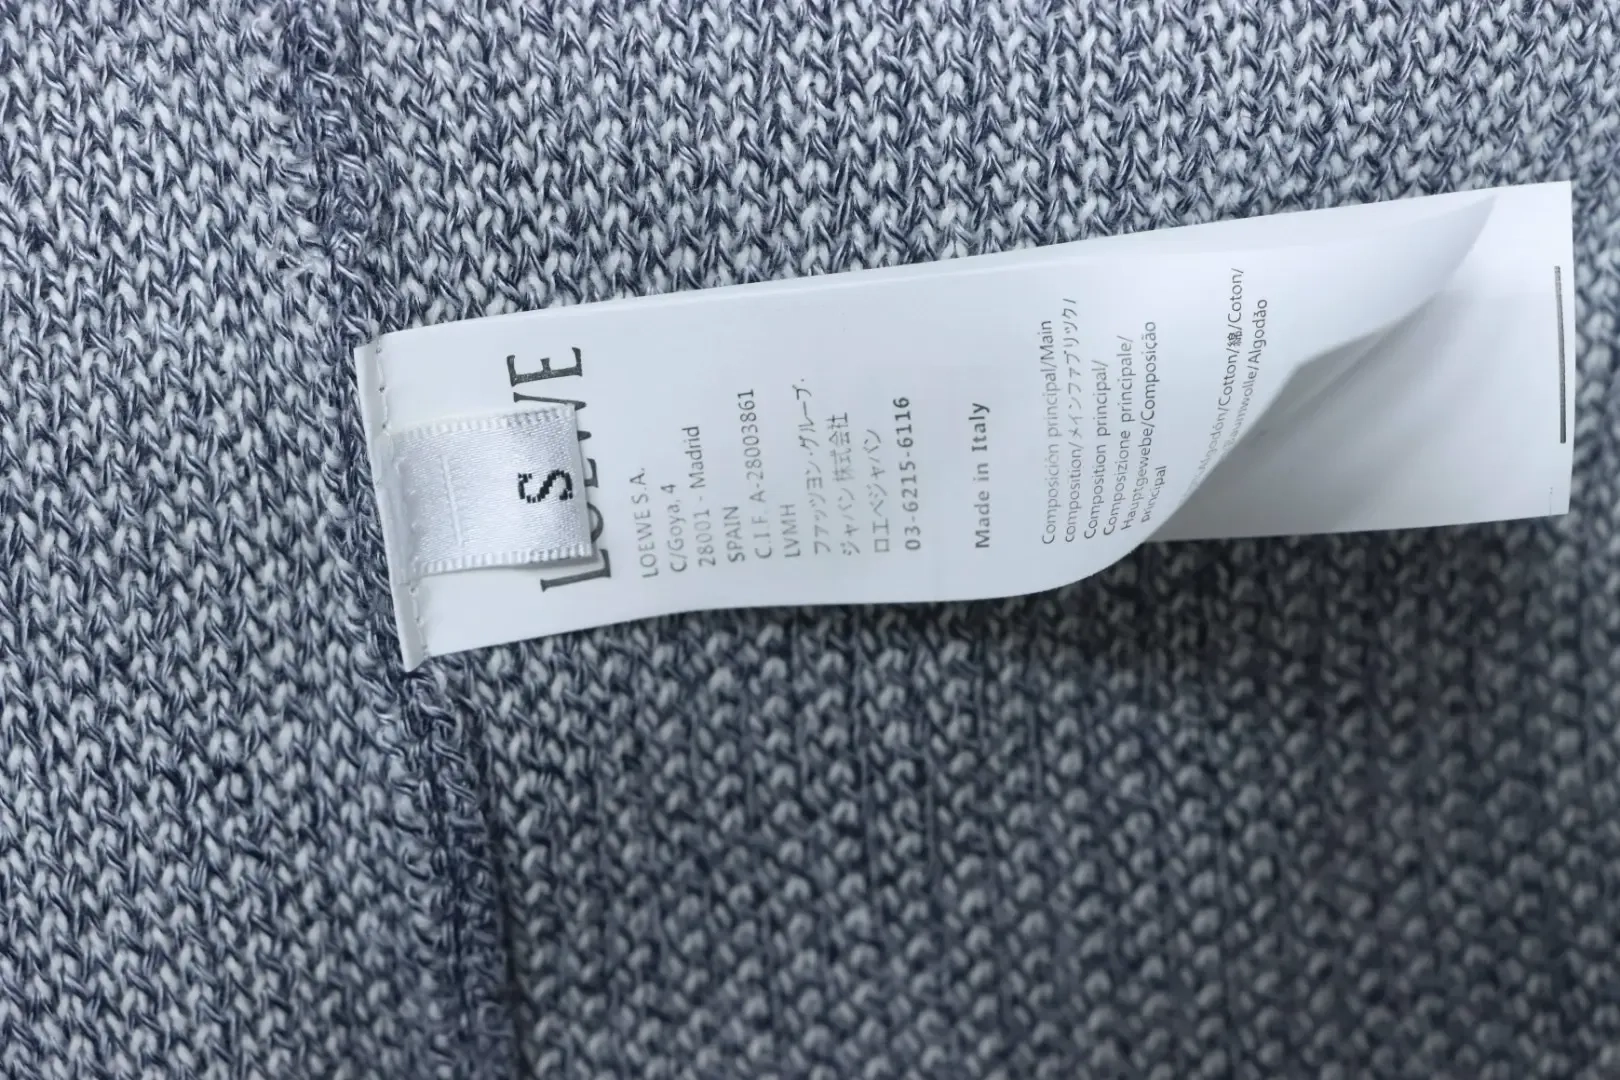 LOEWE
S
LOEWE S.A.
C/Goya, 4
28001 - Madrid
SPAIN
C.I.F. A-28003861
LVMH
ファッツョン.グループ.
ジャパン 株式会社
ロエベジャパン
03-6215-6116
Made in Italy
Composición principal/Main
composition/メインファブリック/
Composition principal/
Composizione principale/
Hauptgewebe/Composição
principal
Algodón/Cotton/綿/Coton/
Baumwolle/Algodão